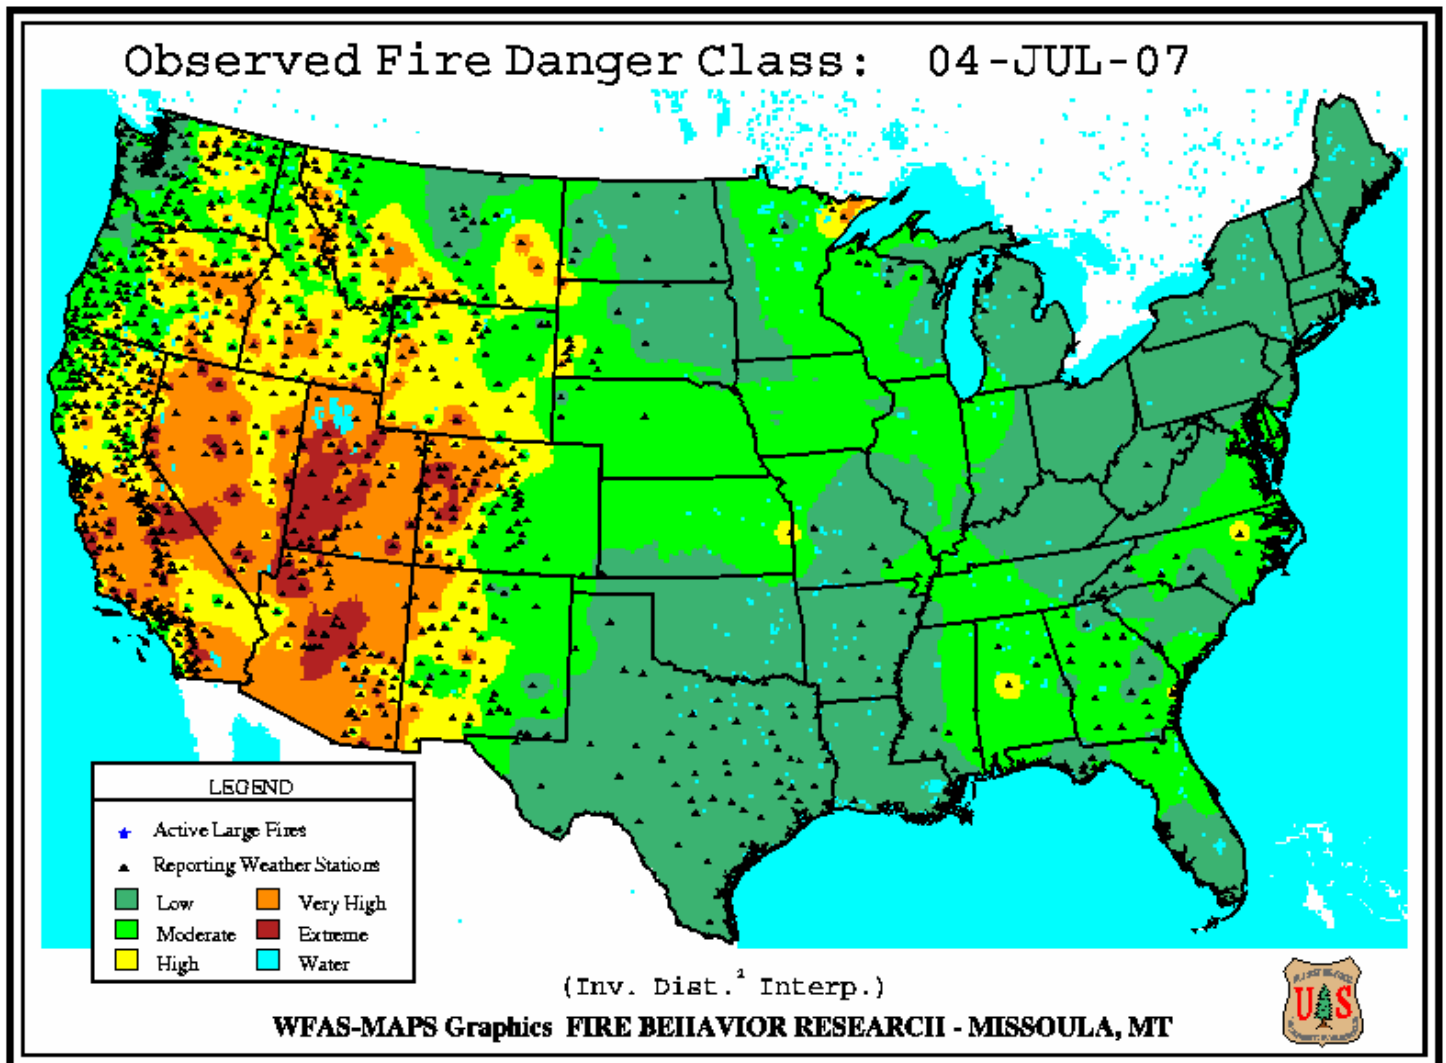 Observed Fire Danger Class: 04-JUL-07
LEGEND
Active Large Fires
Reporting Weather Stations
Low
Very High
Moderate
Extreme
High
Water
(Inv. Dist.² Interp.)
WFAS-MAPS Graphics FIRE BEHAVIOR RESEARCH - MISSOULA, MT
U S